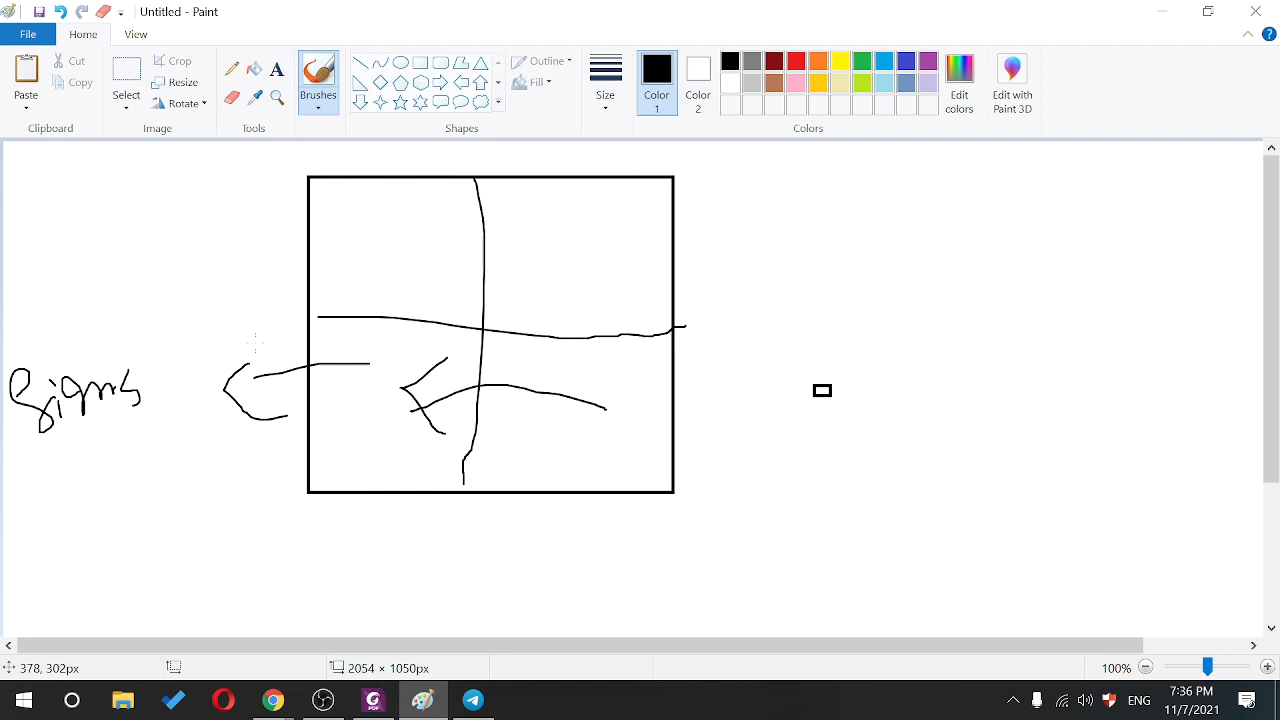 Untitled - Paint
File
Home
View
Paste
Cut
Copy
Clipboard
Select
Crop
Resize
Rotate
Image
A
Tools
Brushes
Outline
Fill
Shapes
Size
Color
1
Color
2
Edit
colors
Colors
Edit with
Paint 3D
Signs
378, 302px
2054 × 1050px
100%
ENG
7:36 PM
11/7/2021